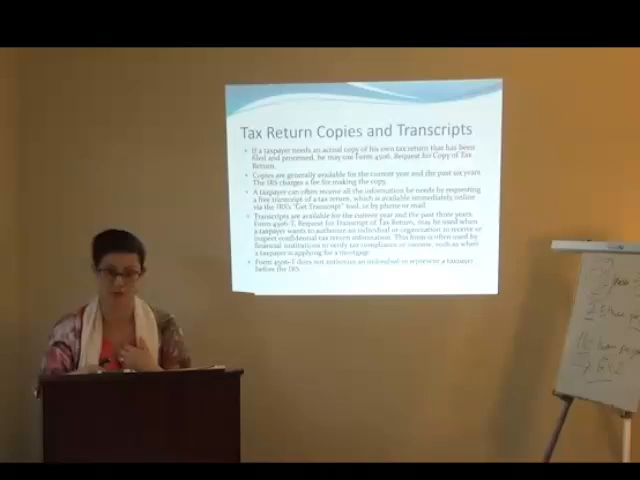 Tax Return Copies and Transcripts
• If a taxpayer needs an actual copy of his own tax return that has been
filed and processed, he may use Form 4506, Request for Copy of Tax
Return.
• Copies are generally available for the current year and the past six years.
The IRS charges a fee for making the copy.
• A taxpayer can often receive all the information he needs by requesting
a free transcript of a tax return, which is available immediately online
via the IRS's "Get Transcript" tool, or by phone or mail.
• Transcripts are available for the current year and the past three years.
Form 4506-T, Request for Transcript of Tax Return, may be used when
a taxpayer wants to authorize an individual or organization to receive or
inspect confidential tax return information. This form is often used by
financial institutions to verify tax compliance or income, such as when
a taxpayer is applying for a mortgage.
• Form 4506-T does not authorize an individual to represent a taxpayer
before the IRS.